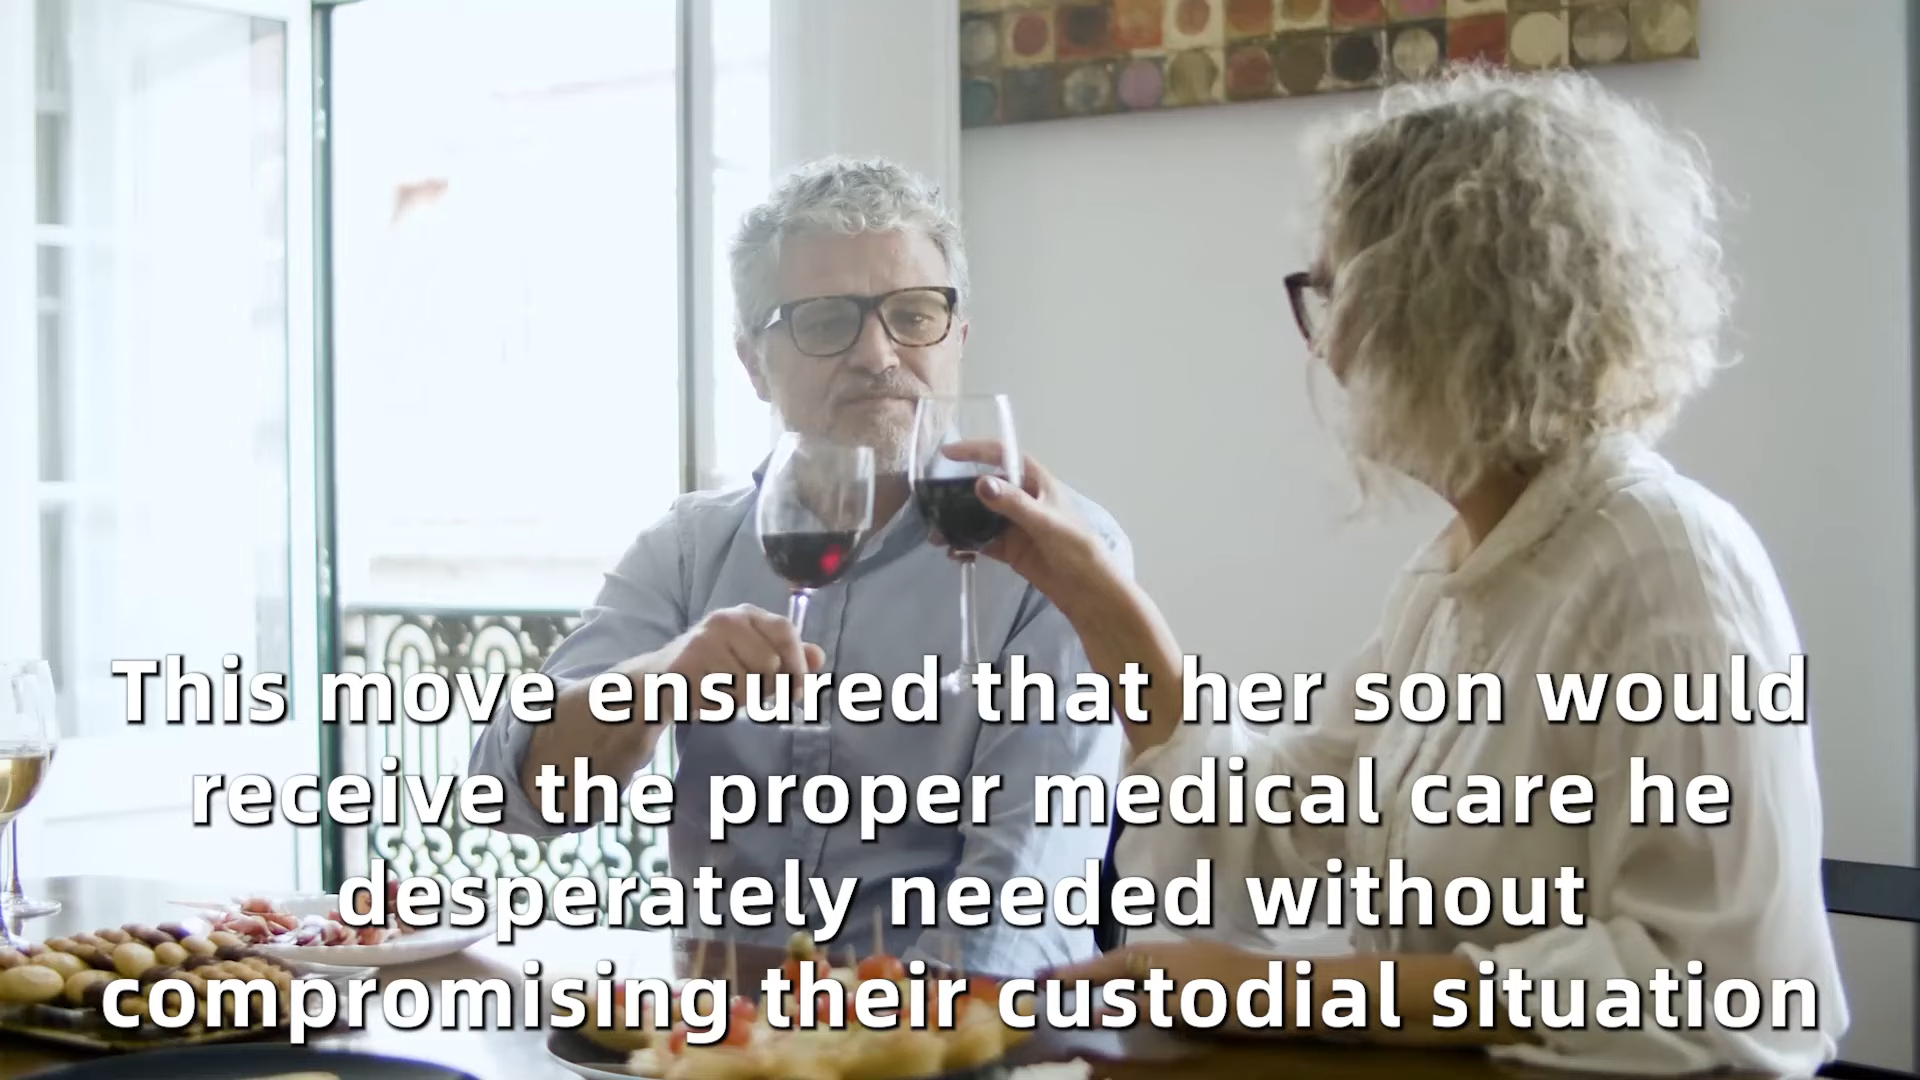 This move ensured that her son would
receive the proper medical care he
desperately needed without
compromising their custodial situation